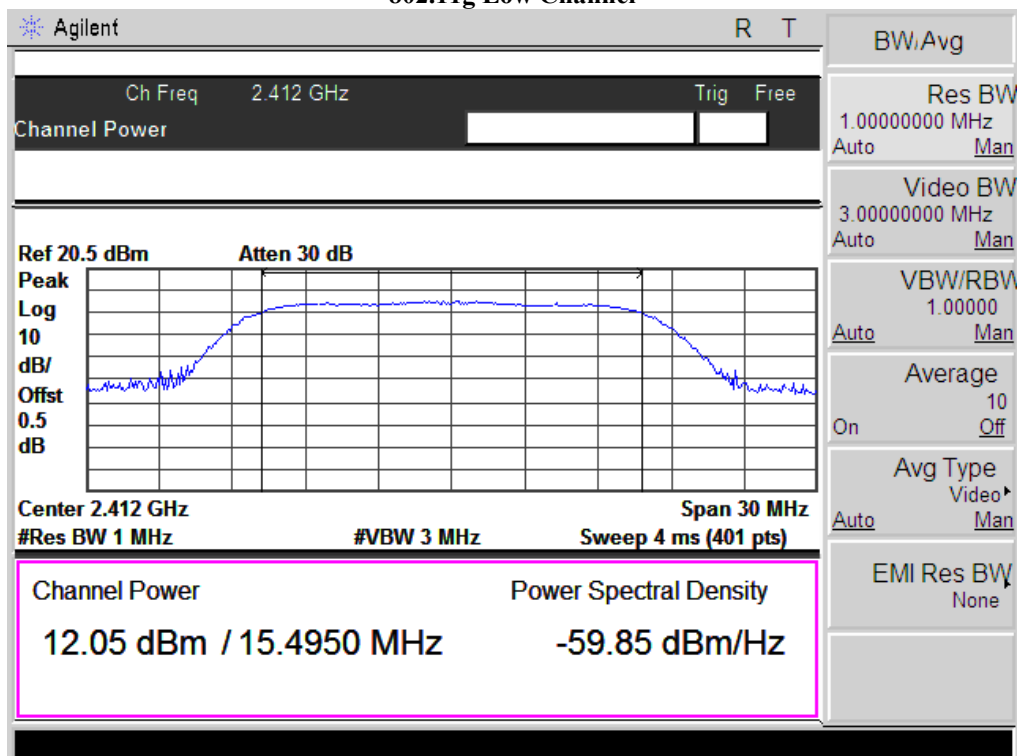 802.11g Low Channel
Agilent R T
Ch Freq 2.412 GHz Trig Free
Channel Power
Ref 20.5 dBm Atten 30 dB
Peak
Log
10
dB/
Offst
0.5
dB
Center 2.412 GHz Span 30 MHz
#Res BW 1 MHz #VBW 3 MHz Sweep 4 ms (401 pts)
Channel Power Power Spectral Density
12.05 dBm / 15.4950 MHz -59.85 dBm/Hz
BW/Avg
Res BW
1.00000000 MHz
Auto Man
Video BW
3.00000000 MHz
Auto Man
VBW/RBW
1.00000
Auto Man
Average
10
On Off
Avg Type
Video
Auto Man
EMI Res BW
None